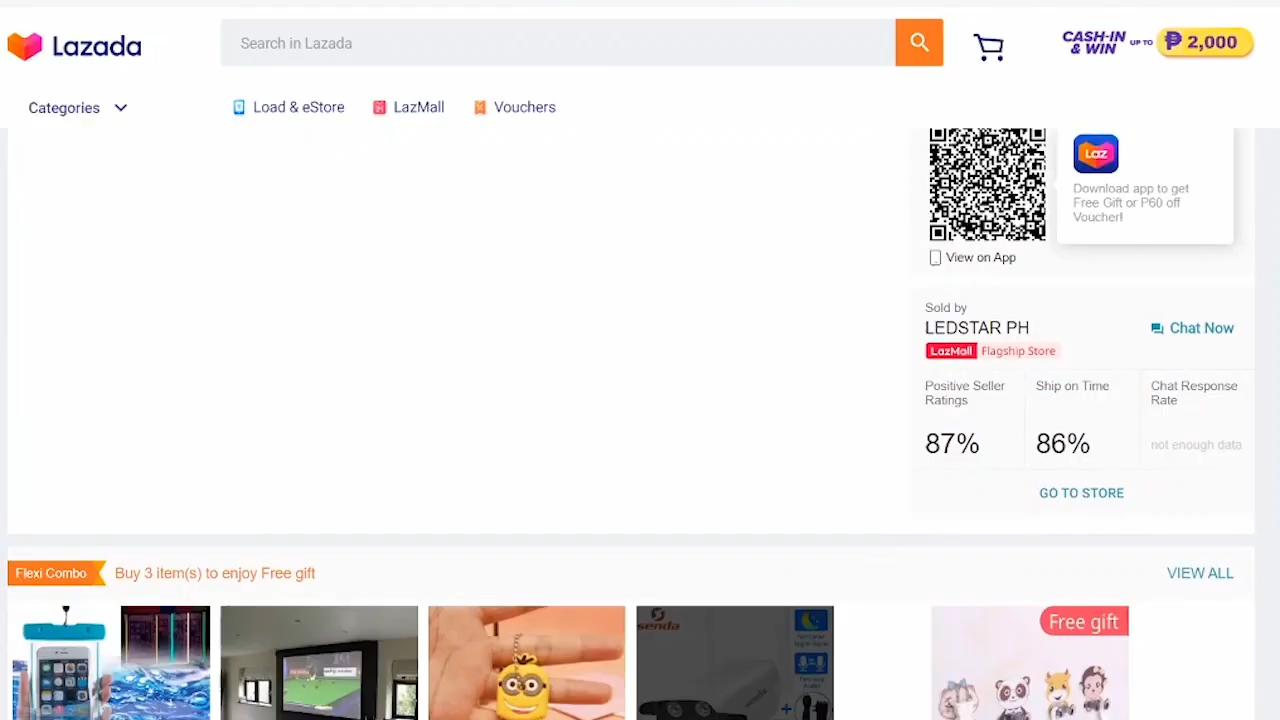 Lazada
Search in Lazada
CASH-IN & WIN UP TO ₱ 2,000
Categories
Load & eStore
LazMall
Vouchers
Laz
Download app to get
Free Gift or P60 off
Voucher!
View on App
Sold by
LEDSTAR PH
Chat Now
LazMall Flagship Store
Positive Seller
Ratings
Ship on Time
Chat Response
Rate
87%
86%
not enough data
GO TO STORE
Flexi Combo
Buy 3 item(s) to enjoy Free gift
VIEW ALL
senda
Free gift